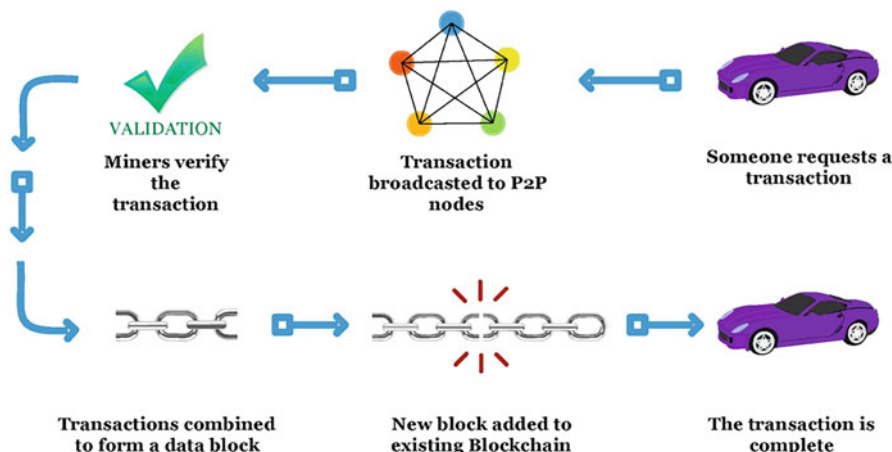 Someone requests a
transaction
Transaction
broadcasted to P2P
nodes
VALIDATION
Miners verify
the
transaction
Transactions combined
to form a data block
New block added to
existing Blockchain
The transaction is
complete